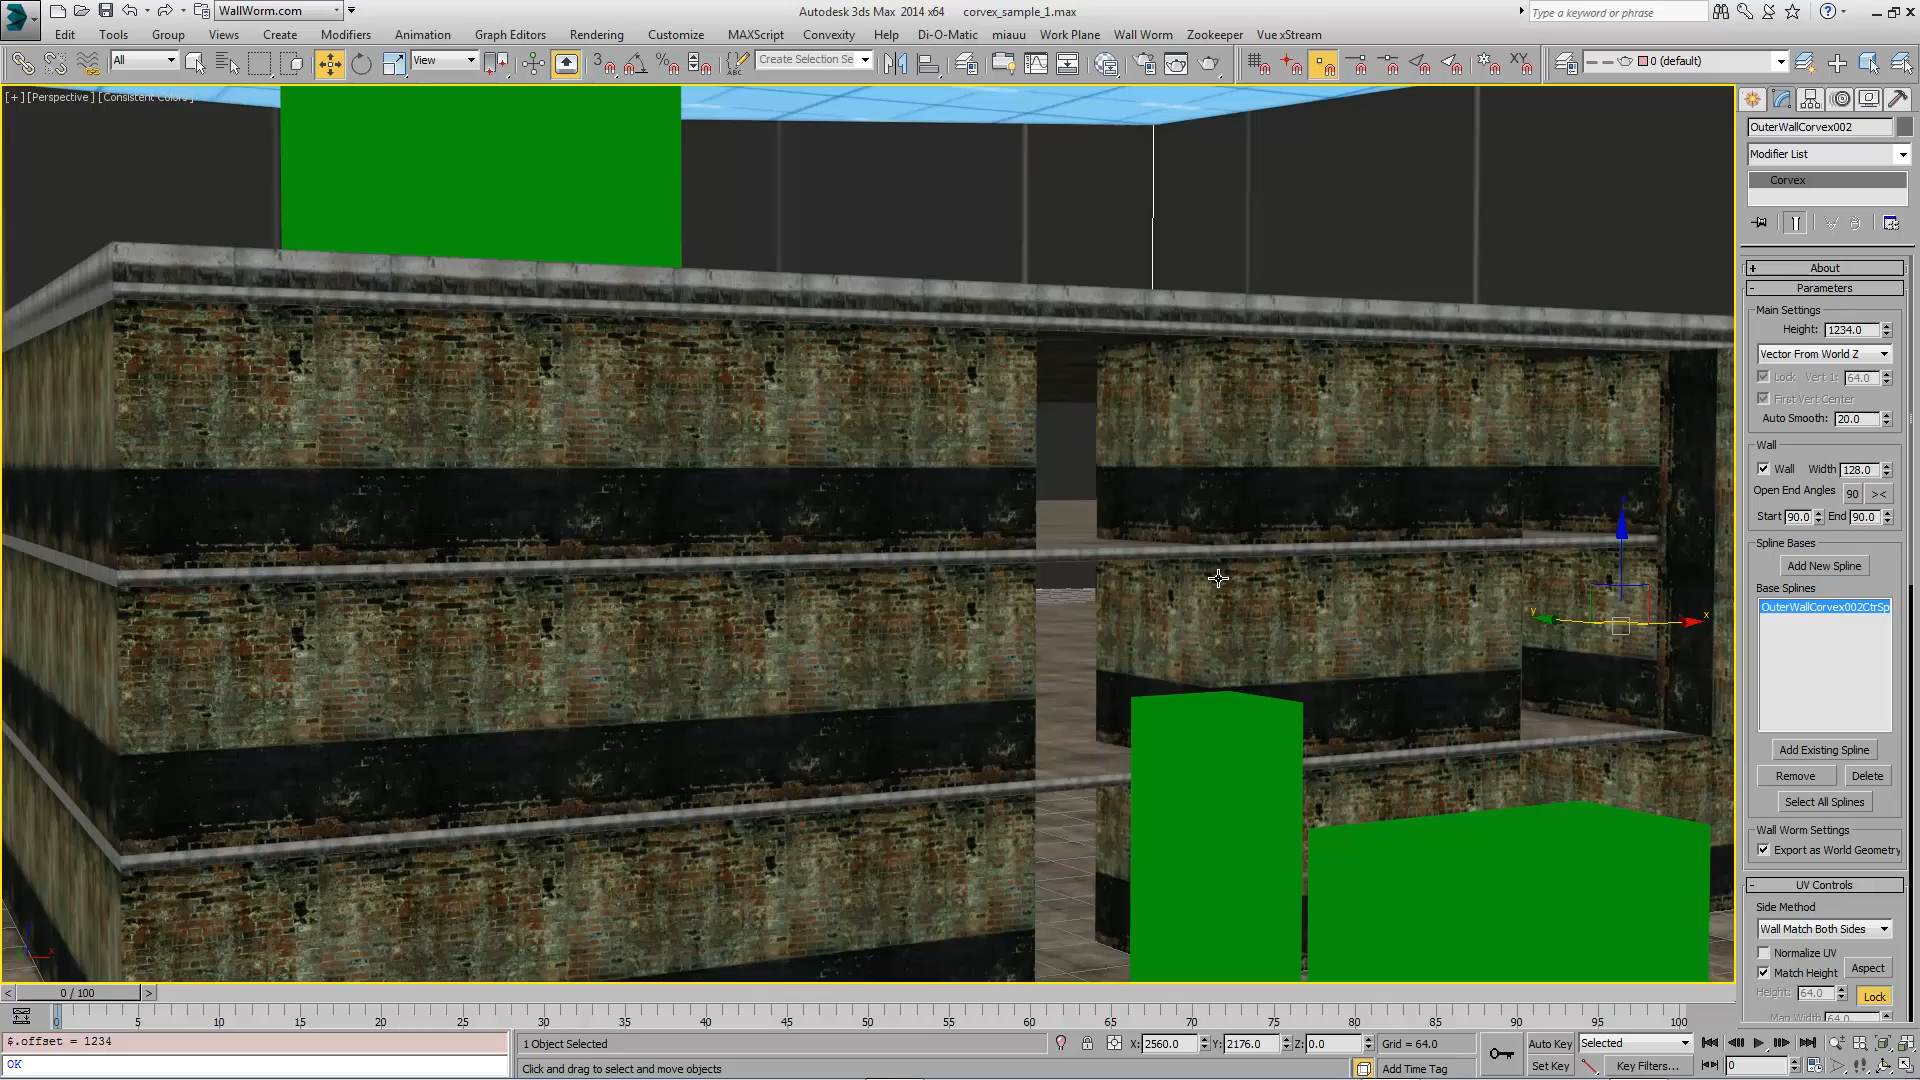 WallWorm.com
Autodesk 3ds Max 2014 x64 corvex_sample_1.max
Type a keyword or phrase
Edit Tools Group Views Create Modifiers Animation Graph Editors Rendering Customize MAXScript Convexity Help Di-O-Matic miauu Work Plane Wall Worm Zookeeper Vue xStream
All View 3 % Create Selection Se XY 0 (default)
[+][Perspective][Consistent Colors]
OuterWallCorvex002
Modifier List
Corvex
+ About
- Parameters
Main Settings
Height: 1234.0
Vector From World Z
Lock Vert 1: 64.0
First Vert Center
Auto Smooth: 20.0
Wall
Wall Width 128.0
Open End Angles 90 ><
Start 90.0 End 90.0
Spline Bases
Add New Spline
Base Splines
OuterWallCorvex002CtrSp
Add Existing Spline
Remove Delete
Select All Splines
Wall Worm Settings
Export as World Geometry
- UV Controls
Side Method
Wall Match Both Sides
Normalize UV
Match Height Aspect
Height: 64.0 Lock
y x
x
< 0 / 100 >
0 5 10 15 20 25 30 35 40 45 50 55 60 65 70 75 80 85 90 95 100
$.offset = 1234
OK
1 Object Selected X: 2560.0 Y: 2176.0 Z: 0.0 Grid = 64.0 Auto Key Selected
Click and drag to select and move objects Add Time Tag Set Key Key Filters... 0